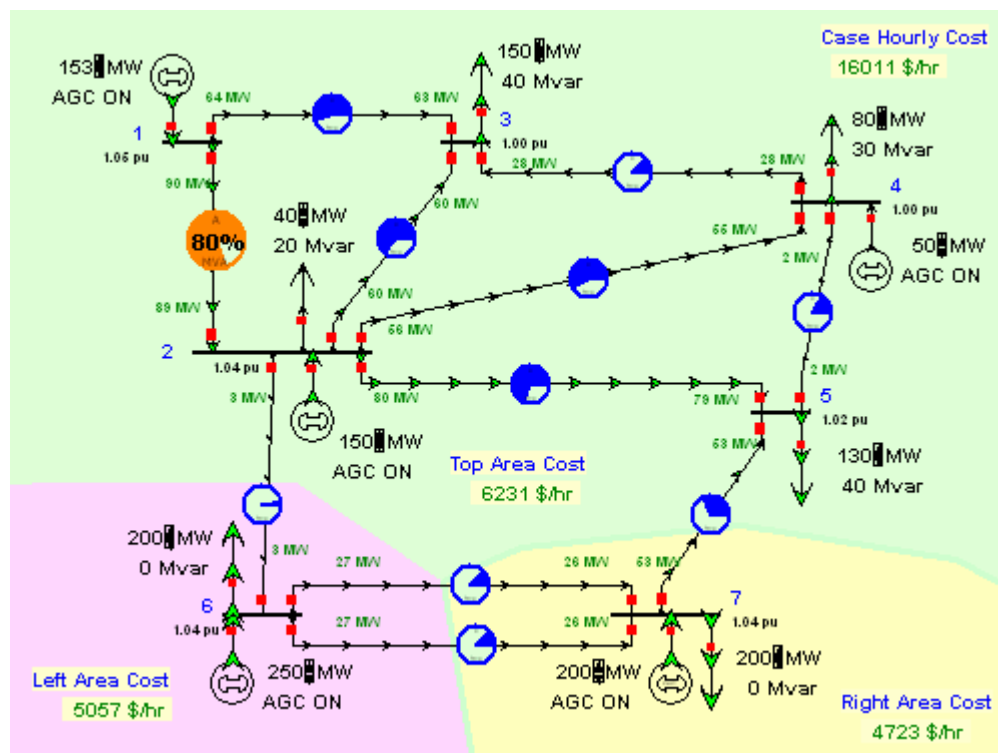 Case Hourly Cost
16011 $/hr
153 MW
AGC ON
150 MW
40 Mvar
64 MW
63 MW
1
3
1.05 pu
1.00 pu
80 MW
30 Mvar
28 MW
28 MW
4
1.00 pu
90 MW
60 MW
40 MW
20 Mvar
A
80%
MVA
55 MW
2 MW
50 MW
AGC ON
89 MW
60 MW
56 MW
2
1.04 pu
3 MW
80 MW
79 MW
2 MW
5
1.02 pu
150 MW
AGC ON
53 MW
Top Area Cost
6231 $/hr
130 MW
40 Mvar
200 MW
0 Mvar
3 MW
27 MW
26 MW
53 MW
6
7
1.04 pu
1.04 pu
27 MW
26 MW
250 MW
AGC ON
200 MW
AGC ON
200 MW
0 Mvar
Left Area Cost
5057 $/hr
Right Area Cost
4723 $/hr